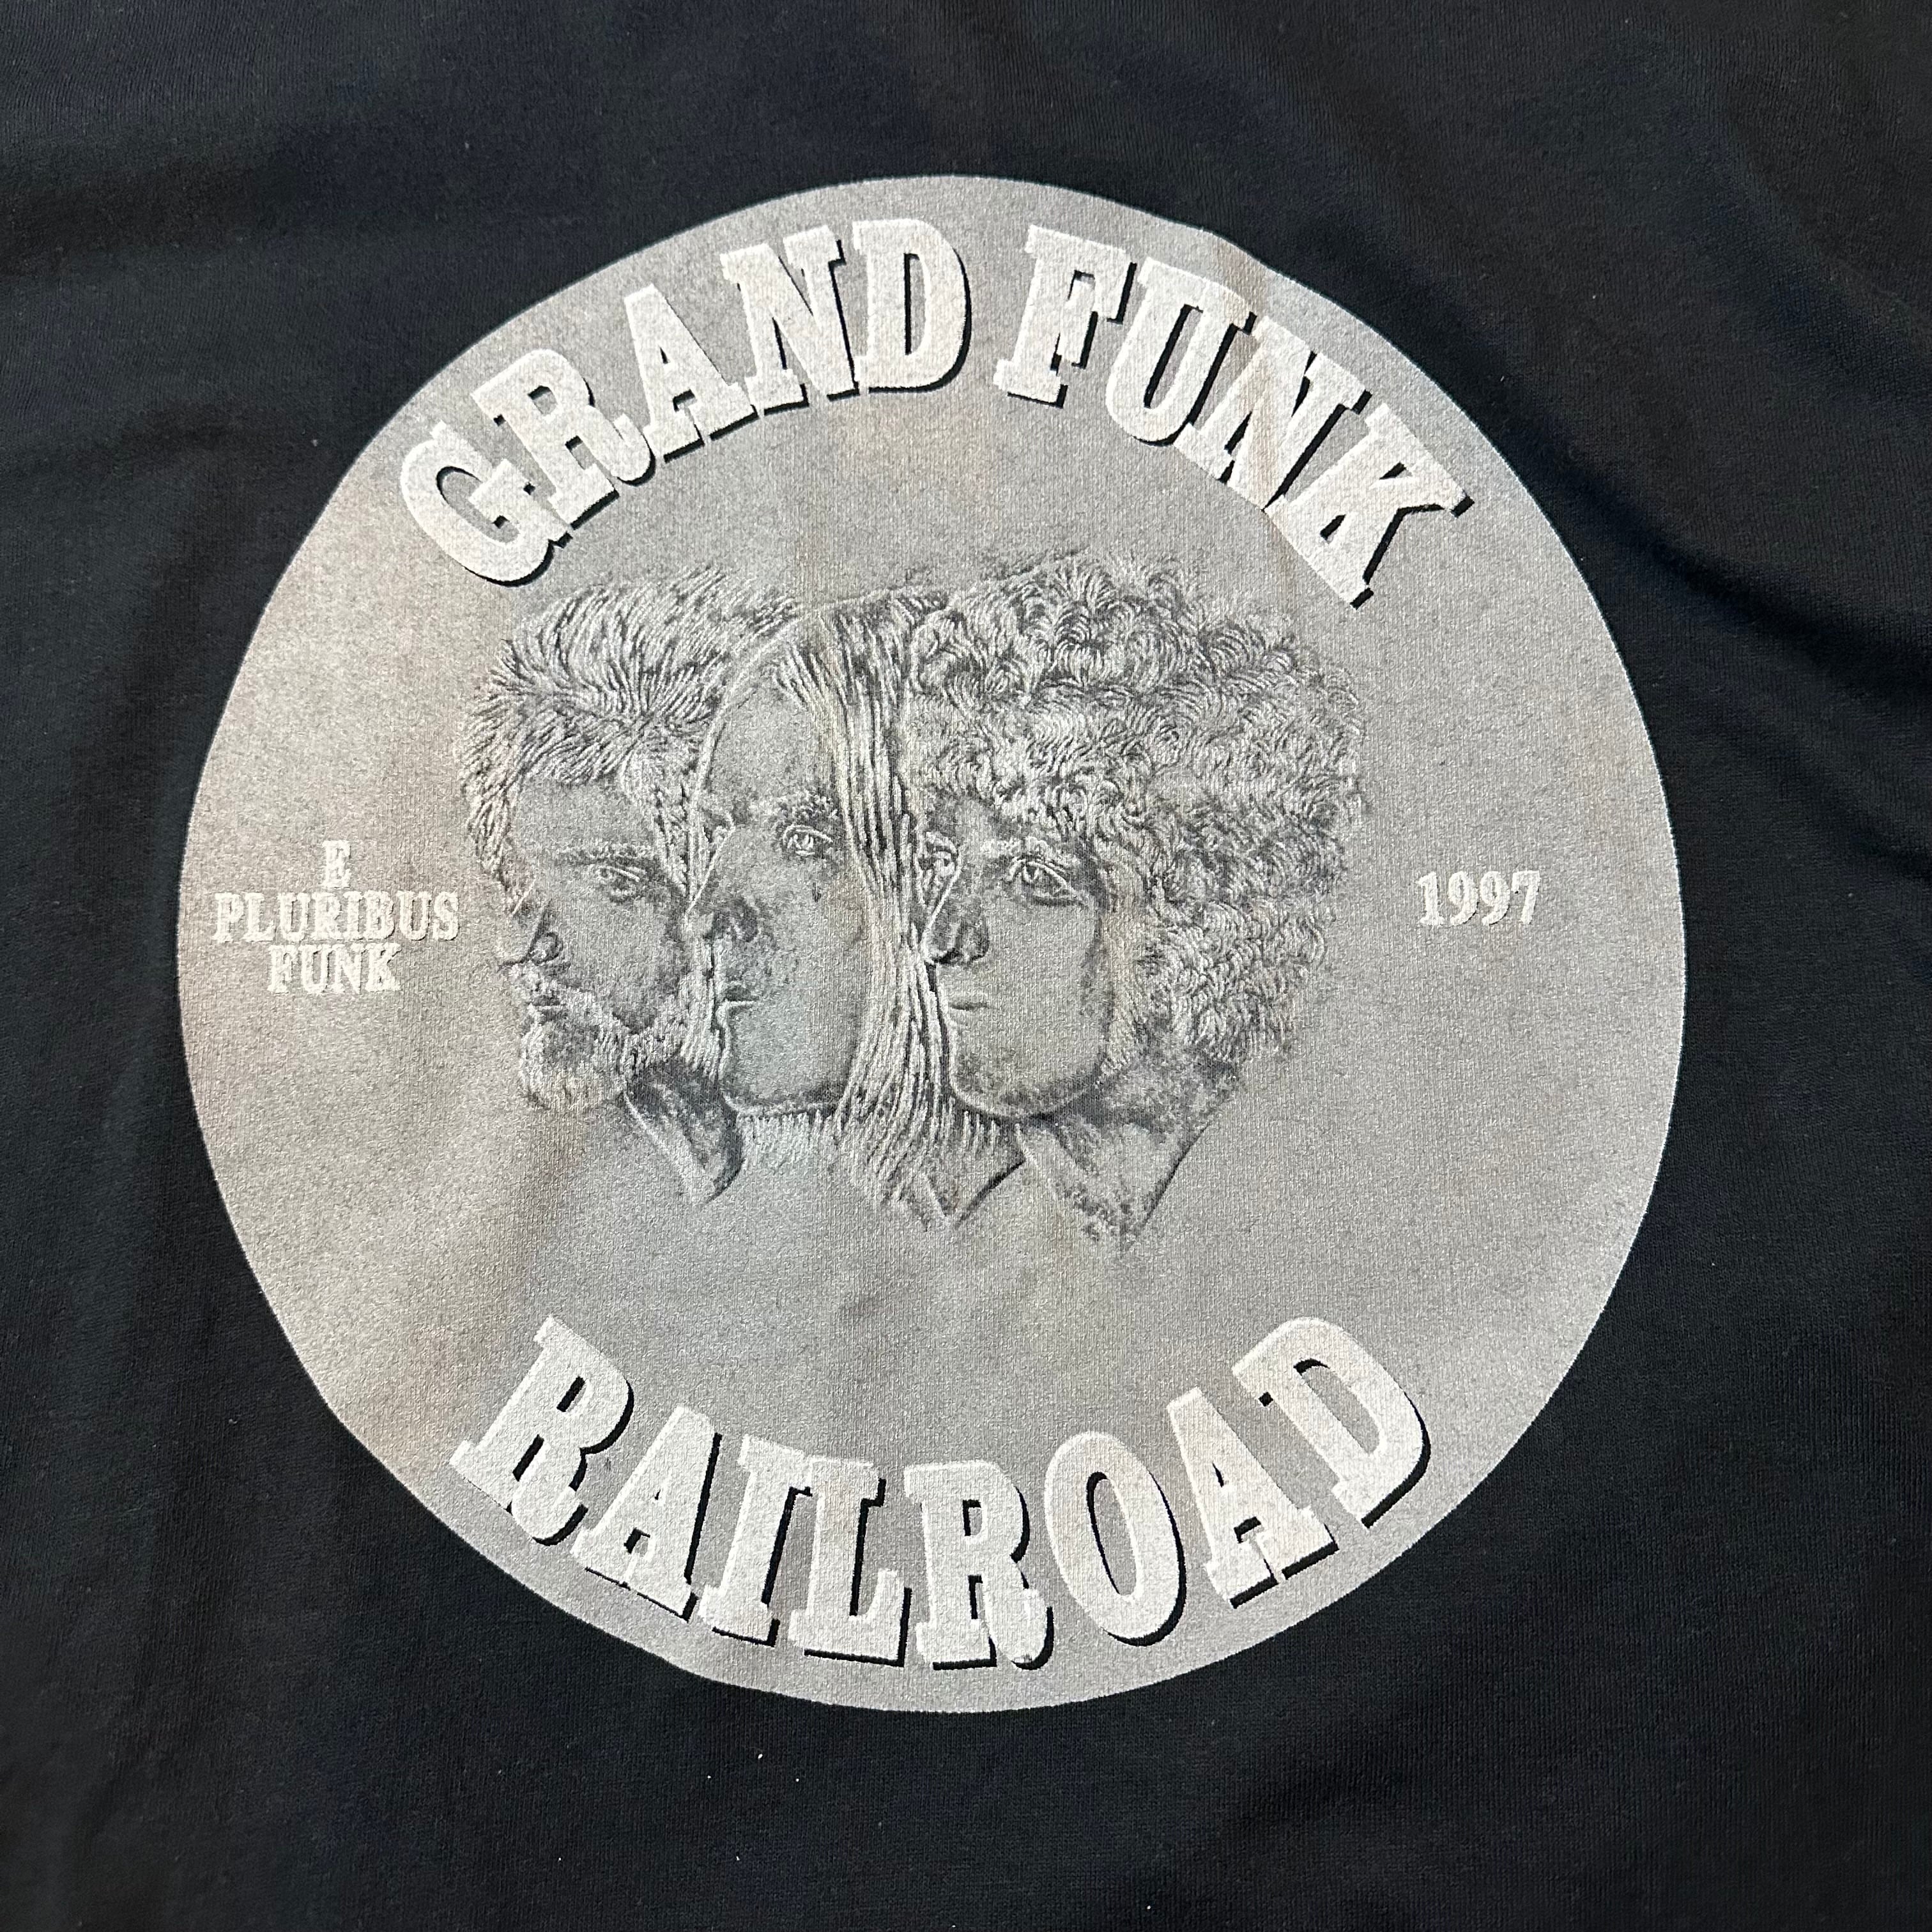 GRAND FUNK
E
PLURIBUS
FUNK
1997
RAILROAD